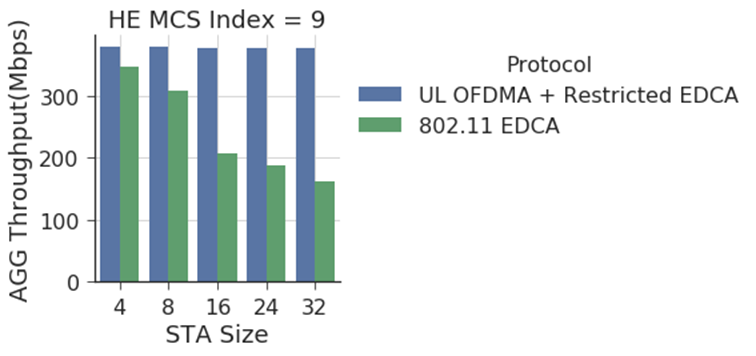 HE MCS Index = 9
AGG Throughput(Mbps)
300
200
100
0
4 8 16 24 32
STA Size
Protocol
UL OFDMA + Restricted EDCA
802.11 EDCA